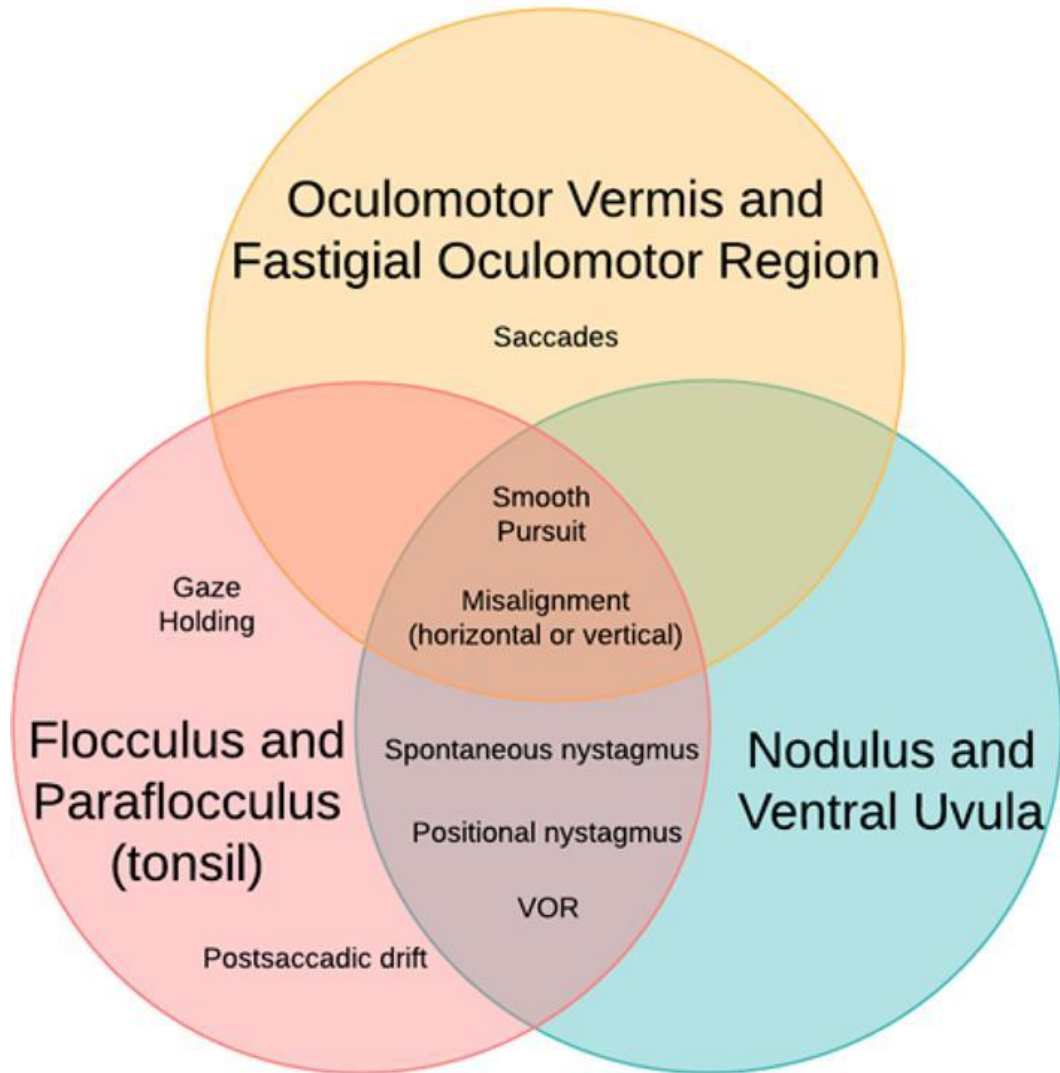 Oculomotor Vermis and
Fastigial Oculomotor Region
Saccades
Smooth
Pursuit
Misalignment
(horizontal or vertical)
Gaze
Holding
Flocculus and
Paraflocculus
(tonsil)
Postsaccadic drift
Spontaneous nystagmus
Positional nystagmus
VOR
Nodulus and
Ventral Uvula